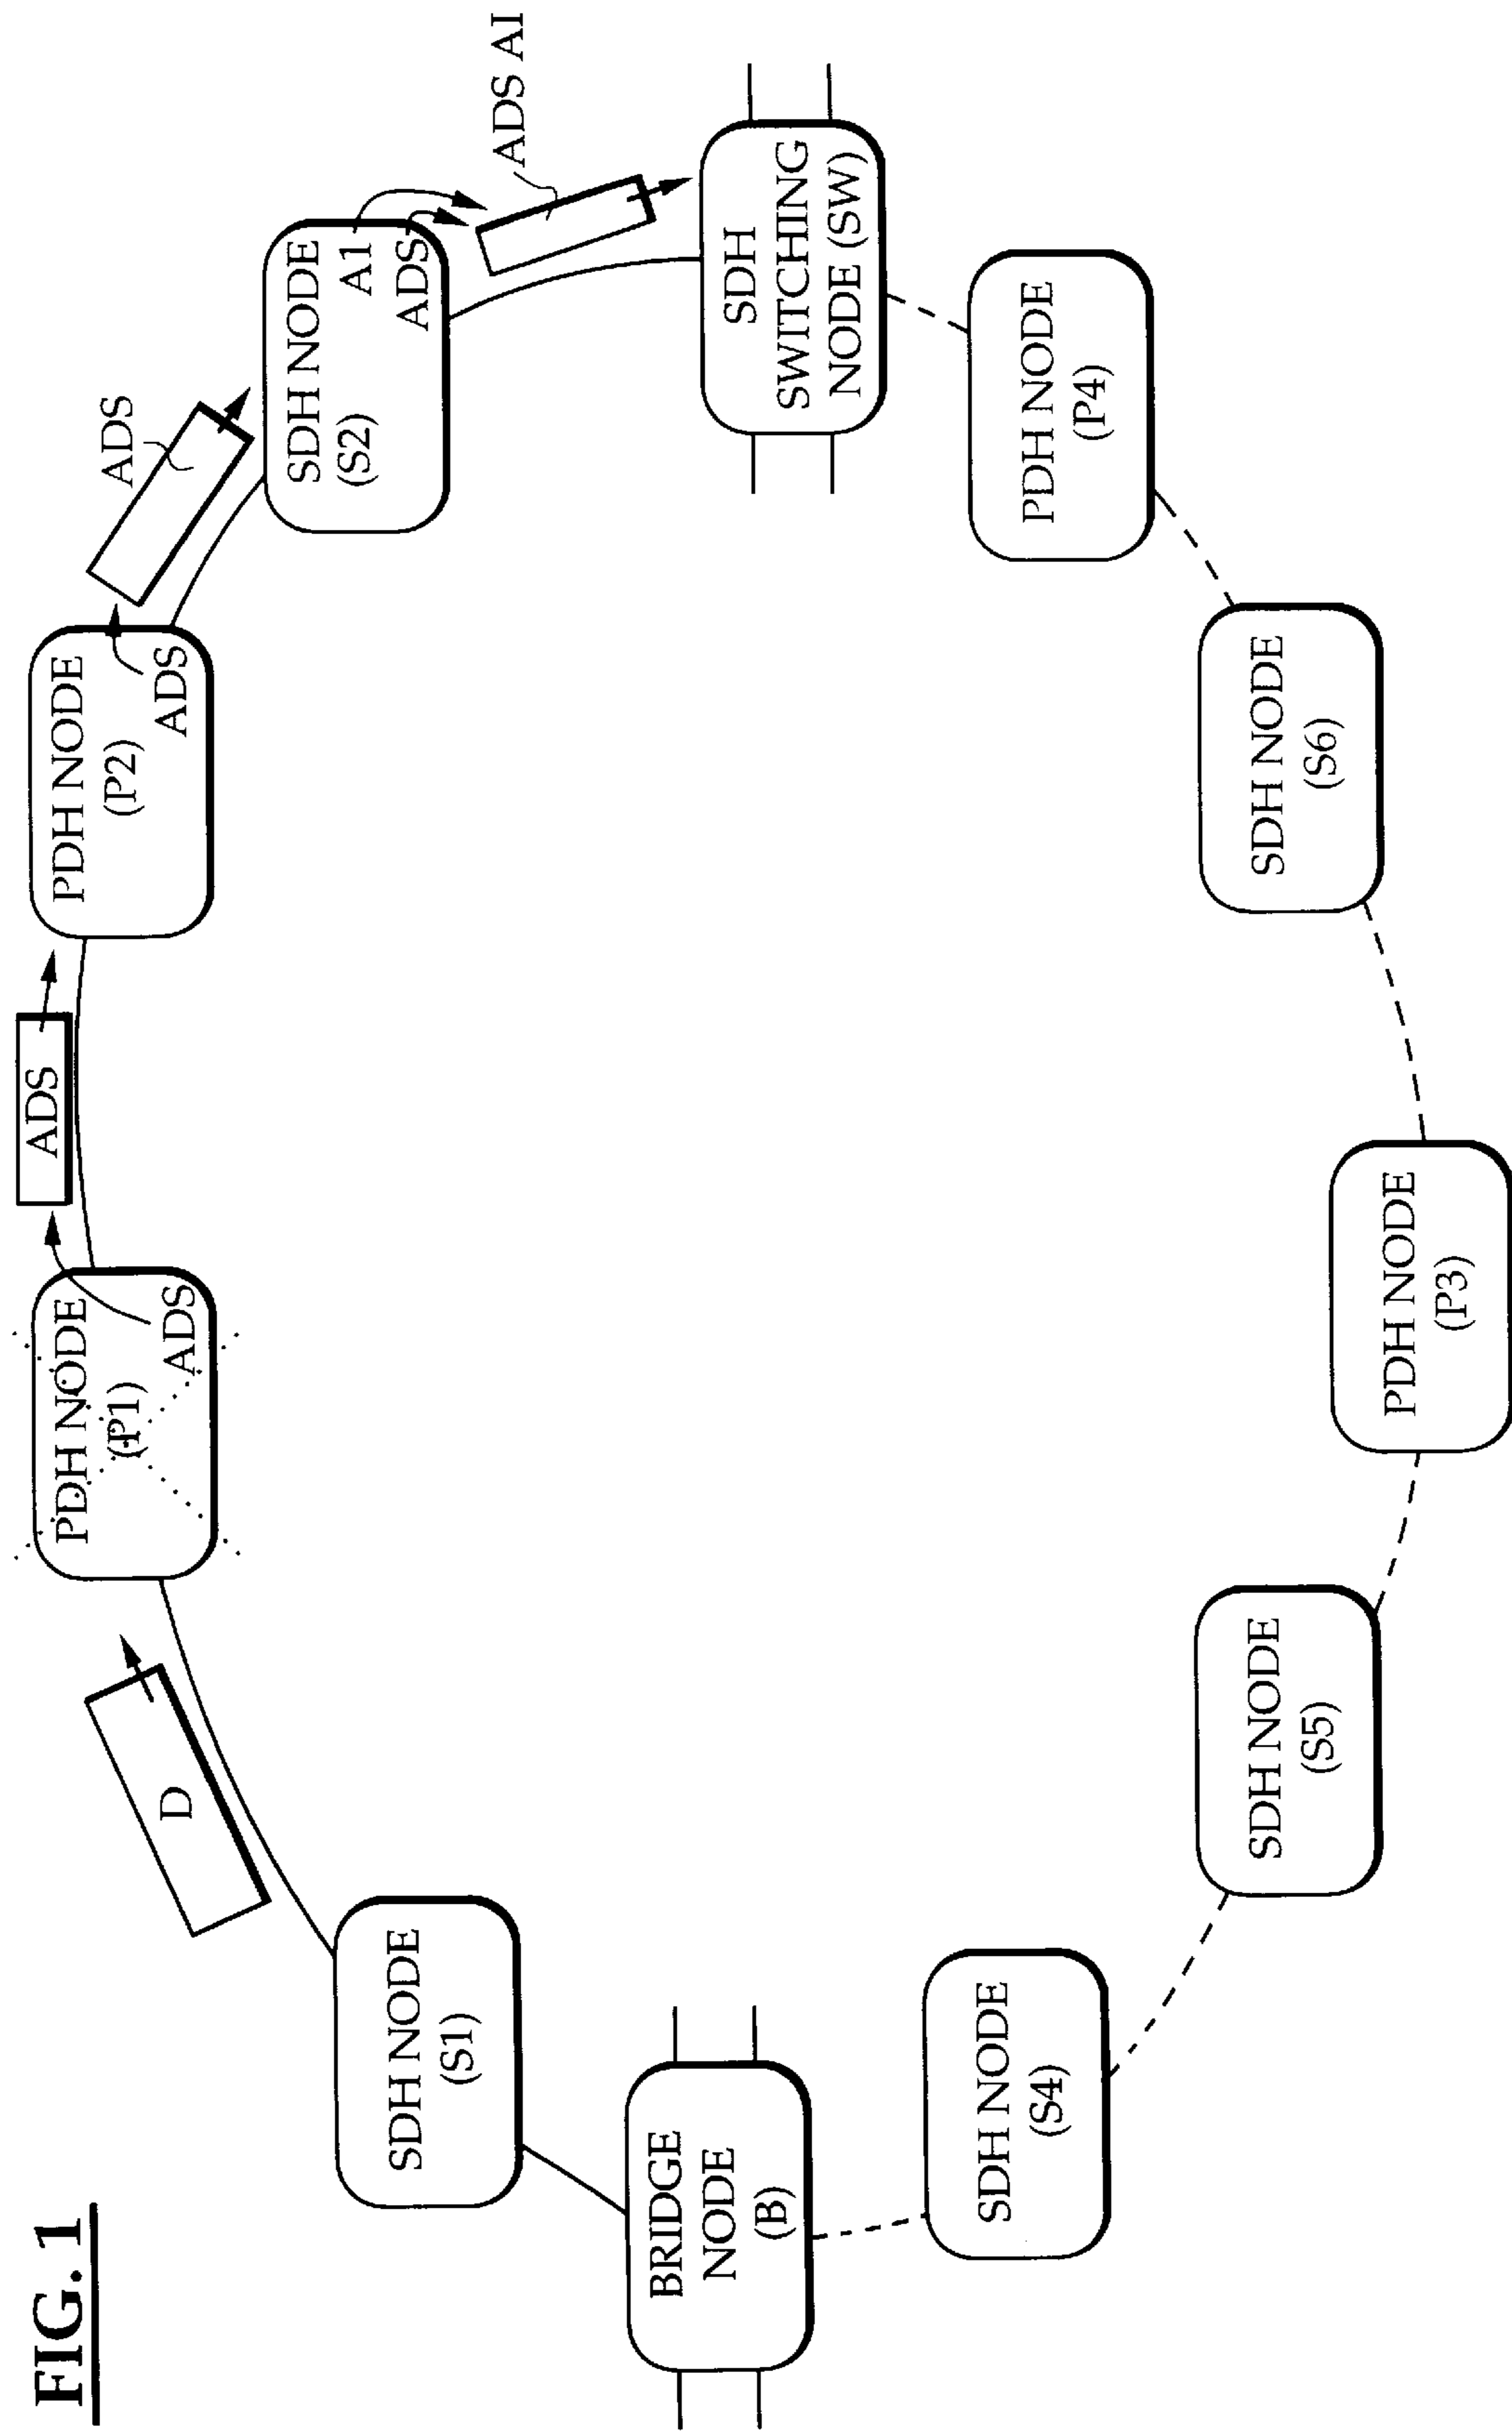 FIG. 1
BRIDGE
NODE
(B)
SDH NODE
(S1)
D
PDH NODE
(P1)
ADS
ADS
PDH NODE
(P2)
ADS
ADS
SDH NODE
(S2)
A1
ADS
ADS AI
SDH
SWITCHING
NODE (SW)
PDH NODE
(P4)
SDH NODE
(S6)
PDH NODE
(P3)
SDH NODE
(S5)
SDH NODE
(S4)